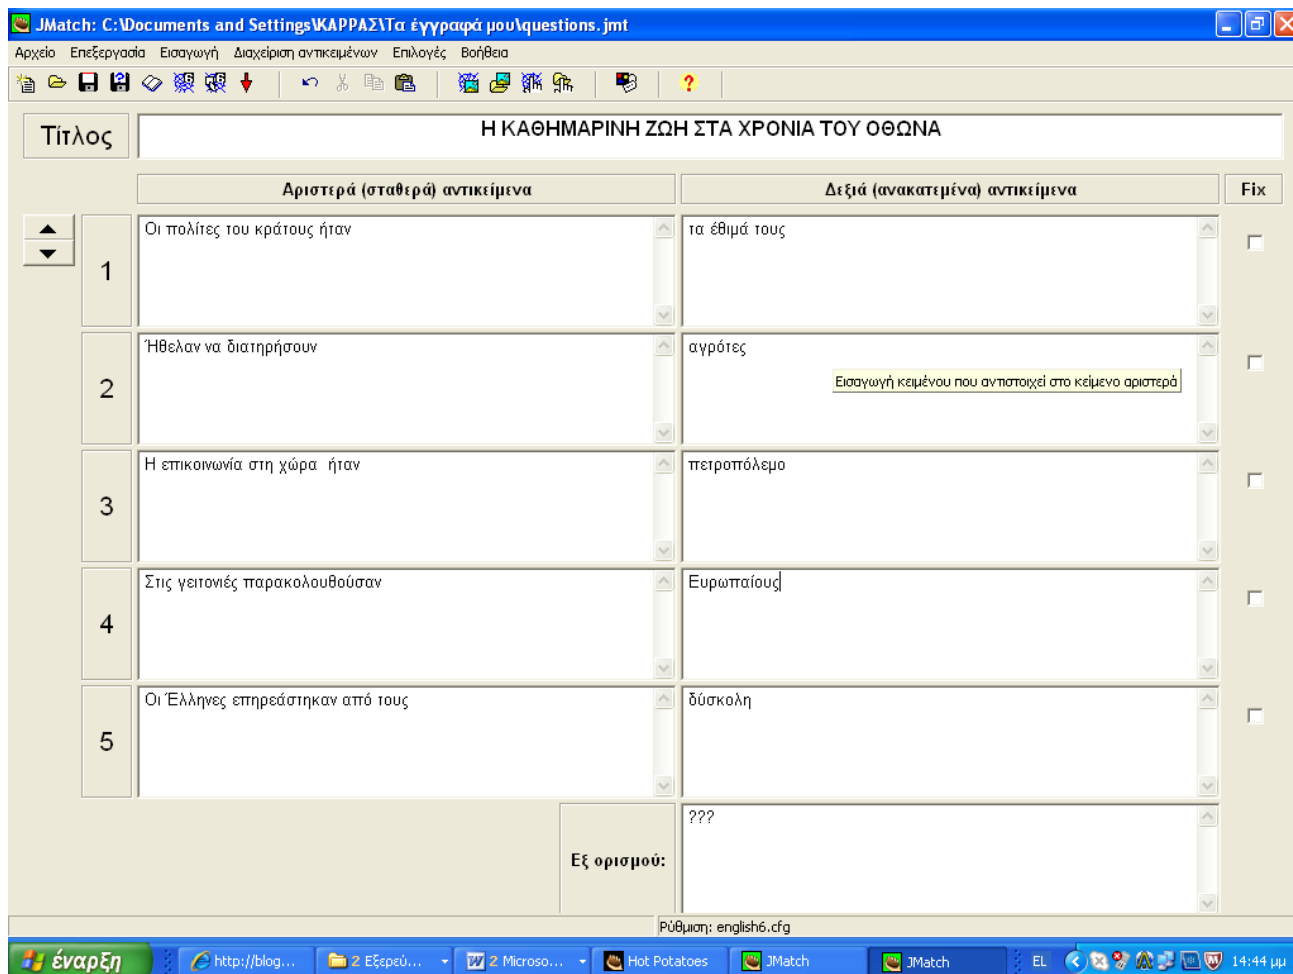 JMatch: C:\Documents and Settings\ΚΑΡΡΑΣ\Τα έγγραφά μου\questions.jmt
Αρχείο Επεξεργασία Εισαγωγή Διαχείριση αντικειμένων Επιλογές Βοήθεια
Τίτλος
Η ΚΑΘΗΜΑΡΙΝΗ ΖΩΗ ΣΤΑ ΧΡΟΝΙΑ ΤΟΥ ΟΘΩΝΑ
Αριστερά (σταθερά) αντικείμενα Δεξιά (ανακατεμένα) αντικείμενα Fix
1 Οι πολίτες του κράτους ήταν τα έθιμά τους
2 Ήθελαν να διατηρήσουν αγρότες
Εισαγωγή κειμένου που αντιστοιχεί στο κείμενο αριστερά
3 Η επικοινωνία στη χώρα ήταν πετροπόλεμο
4 Στις γειτονιές παρακολουθούσαν Ευρωπαίους
5 Οι Έλληνες επηρεάστηκαν από τους δύσκολη
Εξ ορισμού: ???
Ρύθμιση: english6.cfg
έναρξη http://blog... 2 Εξερεύ... 2 Microso... Hot Potatoes JMatch JMatch EL 14:44 μμ